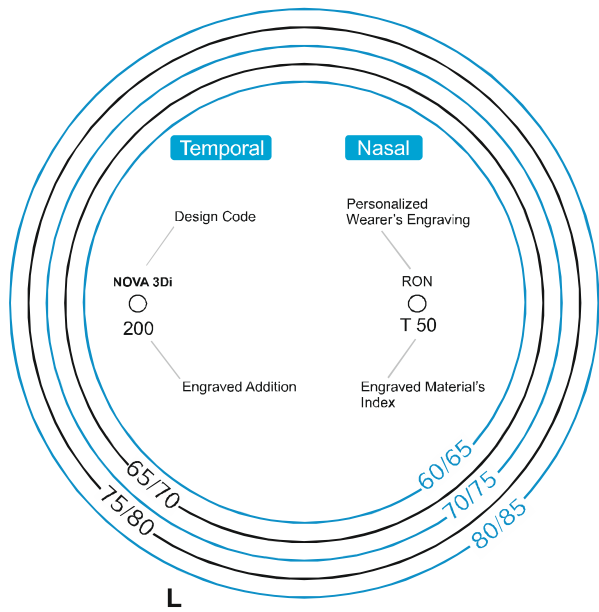 Temporal
Nasal
Design Code
Personalized
Wearer's Engraving
NOVA 3Di
RON
200
T 50
Engraved Addition
Engraved Material's
Index
65/70
60/65
75/80
70/75
80/85
L